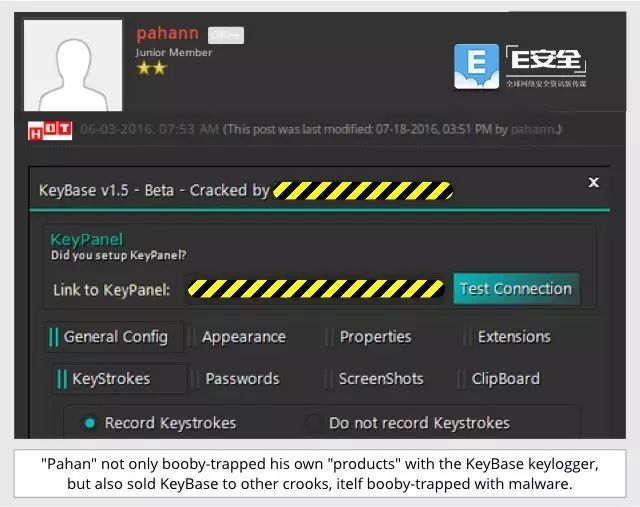 pahann Offline
Junior Member
E安全
全球网络安全资讯新传媒
HOT 06-03-2016, 07:53 AM (This post was last modified: 07-18-2016, 03:51 PM by pahann.)
KeyBase v1.5 - Beta - Cracked by x
KeyPanel
Did you setup KeyPanel?
Link to KeyPanel: Test Connection
General Config Appearance Properties Extensions
KeyStrokes Passwords ScreenShots ClipBoard
Record Keystrokes Do not record Keystrokes
"Pahan" not only booby-trapped his own "products" with the KeyBase keylogger,
but also sold KeyBase to other crooks, itelf booby-trapped with malware.